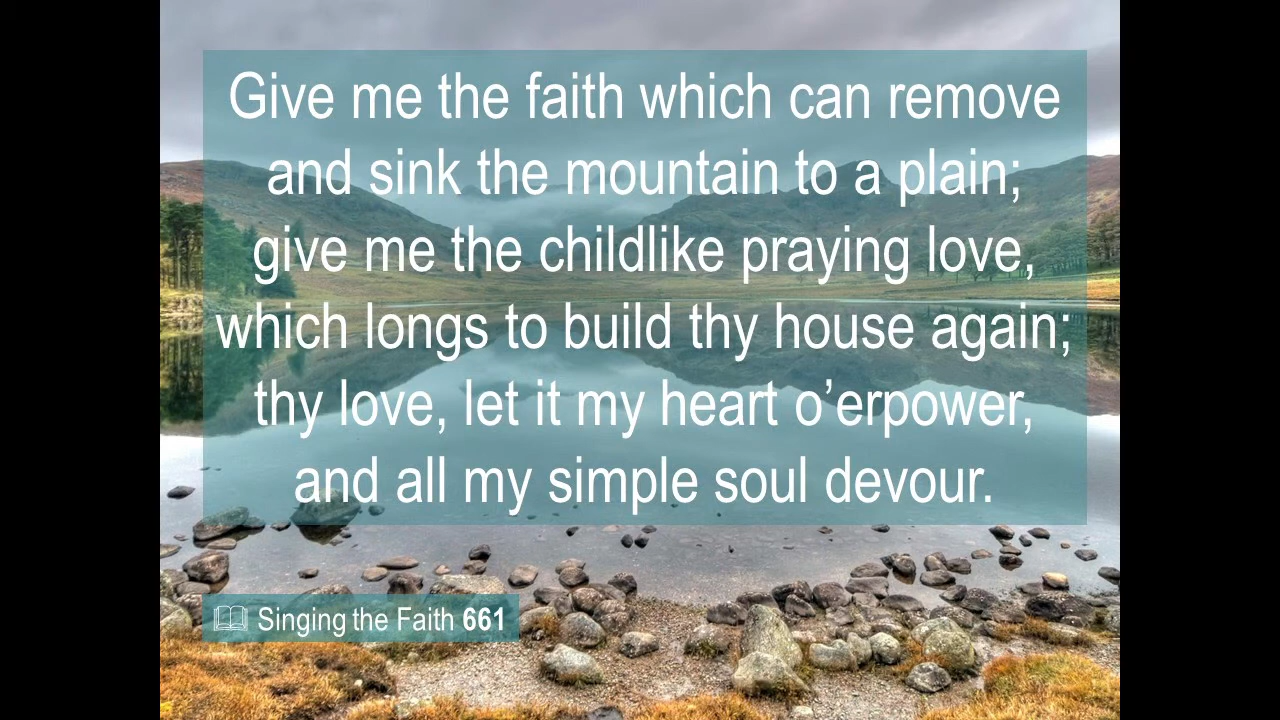 Give me the faith which can remove
and sink the mountain to a plain;
give me the childlike praying love,
which longs to build thy house again;
thy love, let it my heart o’erpower,
and all my simple soul devour.
Singing the Faith 661